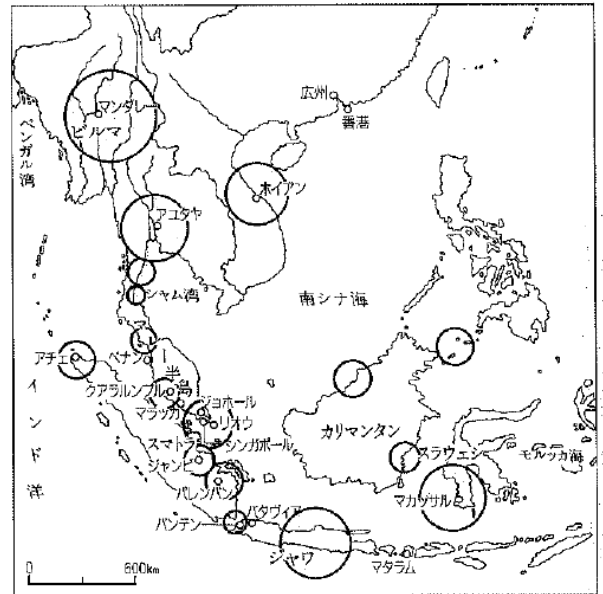 広州
香港
マンダレー
ビルマ
ベンガル湾
ホイアン
アユタヤ
シャム湾
南シナ海
アチェ
ペナン
マレー半島
クアラルンプル
マラッカ
ジョホール
リオウ
シンガポール
スマトラ
ジャンビ
パレンバン
カリマンタン
スラウェシ
モルッカ海
マカッサル
バンテン
バタヴィア
ジャワ
マタラム
インド洋
0 600km